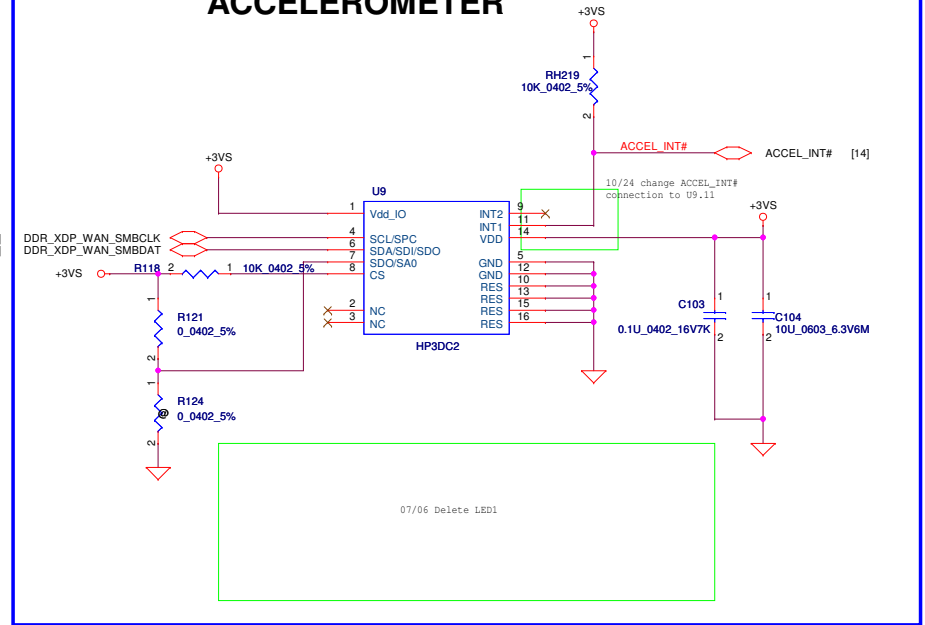 ACCELEROMETER
+3VS
1
RH219
10K_0402_5%
2
ACCEL_INT#
ACCEL_INT# [14]
+3VS
10/24 change ACCEL_INT#
connection to U9.11
U9
+3VS
1 Vdd_IO
INT2 9
INT1 11
VDD 14
DDR_XDP_WAN_SMBCLK
4 SCL/SPC
DDR_XDP_WAN_SMBDAT
6 SDA/SDI/SDO
7 SDO/SA0
GND 5
+3VS
R118 2 1 10K_0402_5%
8 CS
GND 12
RES 10
RES 13
2 NC
RES 15
3 NC
RES 16
HP3DC2
1
R121
0_0402_5%
2
C103
1
0.1U_0402_16V7K
2
1
C104
10U_0603_6.3V6M
2
1
R124
@
0_0402_5%
2
07/06 Delete LED1